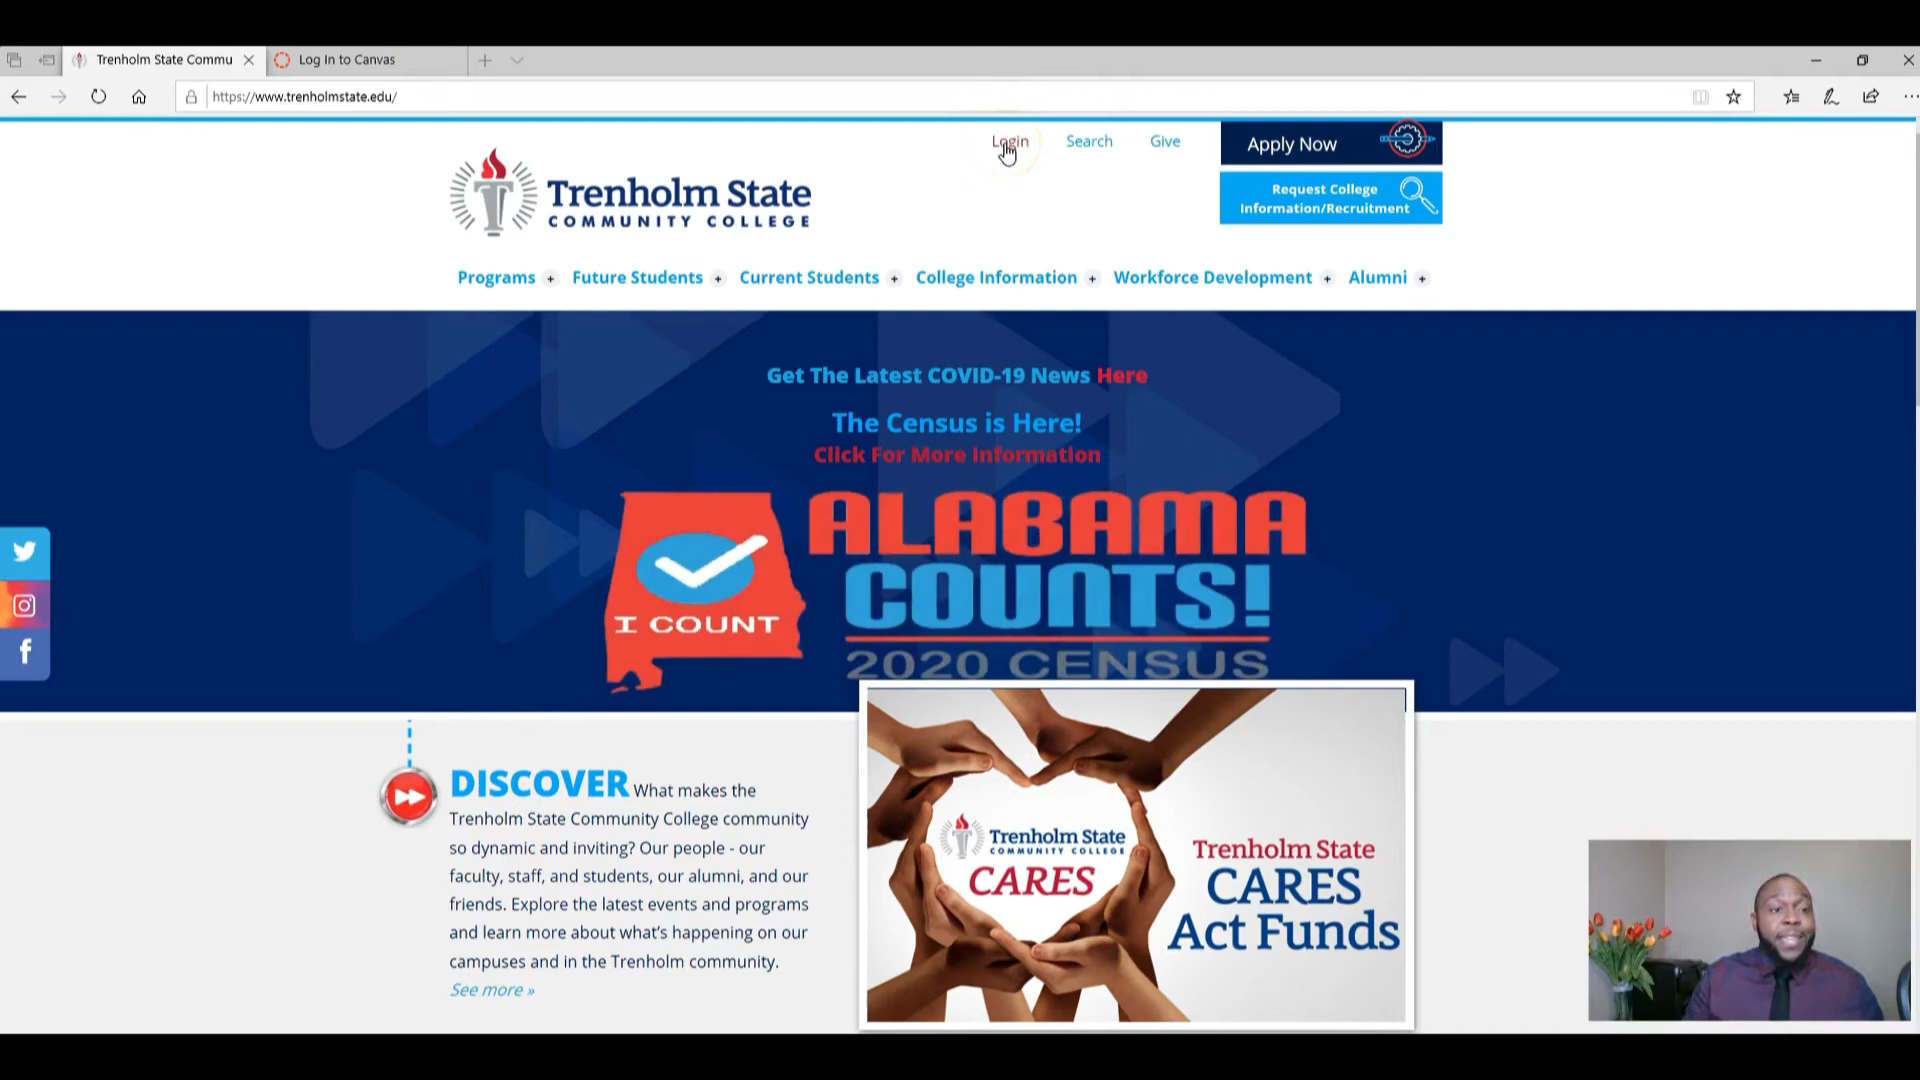 Trenholm State Commu
Log In to Canvas
https://www.trenholmstate.edu/
Login
Search
Give
Apply Now
Request College
Information/Recruitment
Trenholm State
COMMUNITY COLLEGE
Programs +
Future Students +
Current Students +
College Information +
Workforce Development +
Alumni +
Get The Latest COVID-19 News Here
The Census is Here!
Click For More Information
I COUNT
ALABAMA
COUNTS!
2020 CENSUS
DISCOVER What makes the
Trenholm State Community College community
so dynamic and inviting? Our people - our
faculty, staff, and students, our alumni, and our
friends. Explore the latest events and programs
and learn more about what's happening on our
campuses and in the Trenholm community.
See more »
Trenholm State
COMMUNITY COLLEGE
CARES
Trenholm State
CARES
Act Funds